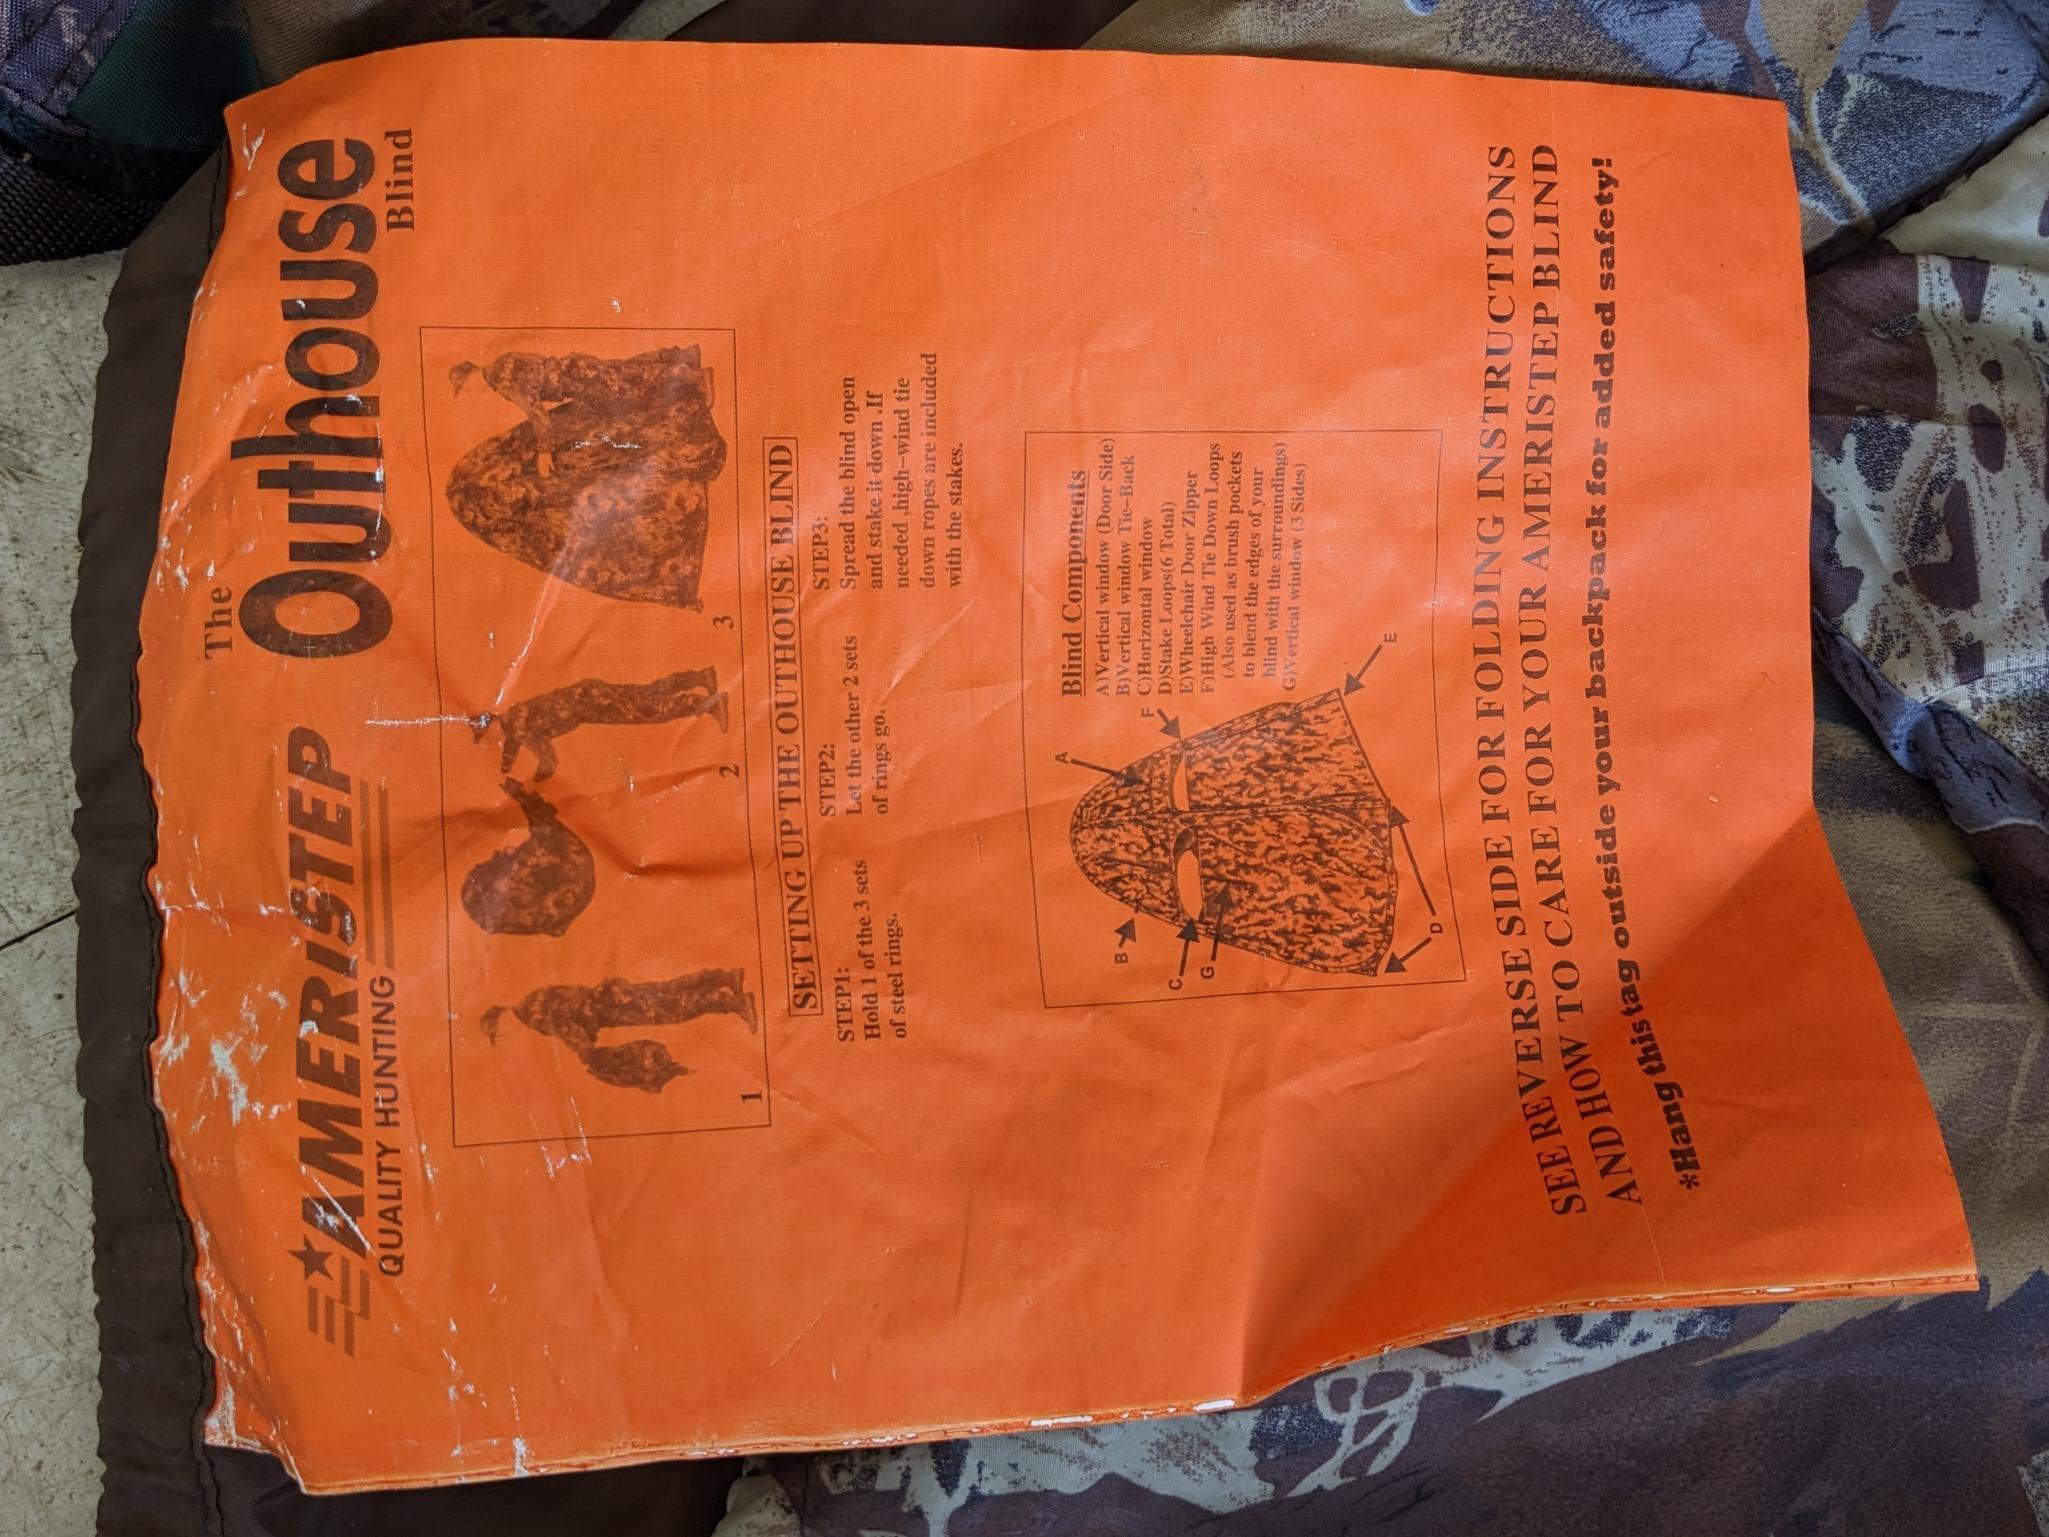 AMERISTEP
QUALITY HUNTING
The
Outhouse
Blind
1
2
3
SETTING UP THE OUTHOUSE BLIND
STEP1:
Hold 1 of the 3 sets
of steel rings.
STEP2:
Let the other 2 sets
of rings go.
STEP3:
Spread the blind open
and stake it down .If
needed ,high-wind tie
down ropes are included
with the stakes.
A
B
C
D
E
F
G
Blind Components
A)Vertical window (Door Side)
B)Vertical window Tie-Back
C)Horizontal window
D)Stake Loops(6 Total)
E)Wheelchair Door Zipper
F)High Wind Tie Down Loops
(Also used as brush pockets
to blend the edges of your
blind with the surroundings)
G)Vertical window (3 Sides)
SEE REVERSE SIDE FOR FOLDING INSTRUCTIONS
AND HOW TO CARE FOR YOUR AMERISTEP BLIND
*Hang this tag outside your backpack for added safety!